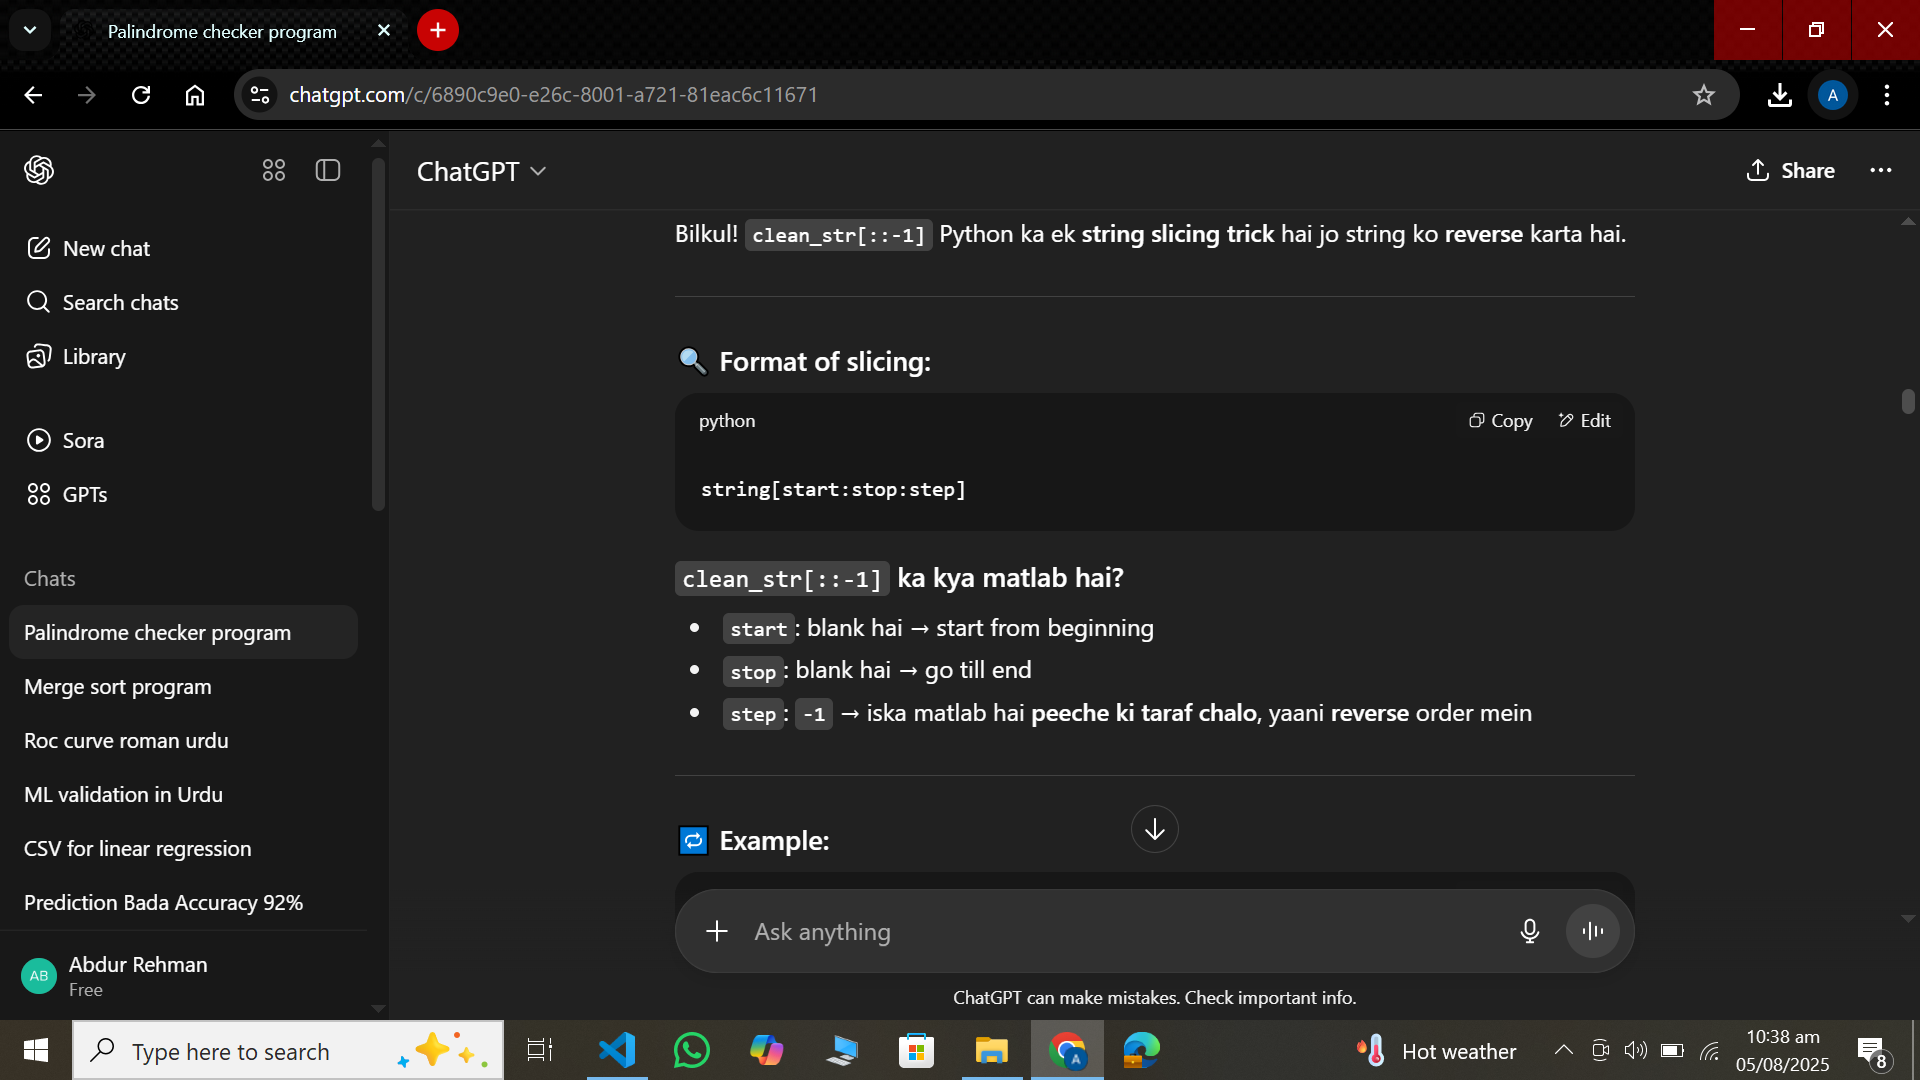 Palindrome checker program
chatgpt.com/c/6890c9e0-e26c-8001-a721-81eac6c11671
A
ChatGPT
Share
New chat
Search chats
Library
Sora
GPTs
Chats
Palindrome checker program
Merge sort program
Roc curve roman urdu
ML validation in Urdu
CSV for linear regression
Prediction Bada Accuracy 92%
AB
Abdur Rehman
Free
Bilkul! clean_str[::-1] Python ka ek string slicing trick hai jo string ko reverse karta hai.
Format of slicing:
python
Copy
Edit
string[start:stop:step]
clean_str[::-1] ka kya matlab hai?
• start: blank hai → start from beginning
• stop: blank hai → go till end
• step: -1 → iska matlab hai peeche ki taraf chalo, yaani reverse order mein
Example:
Ask anything
ChatGPT can make mistakes. Check important info.
Type here to search
A
Hot weather
10:38 am
05/08/2025
8